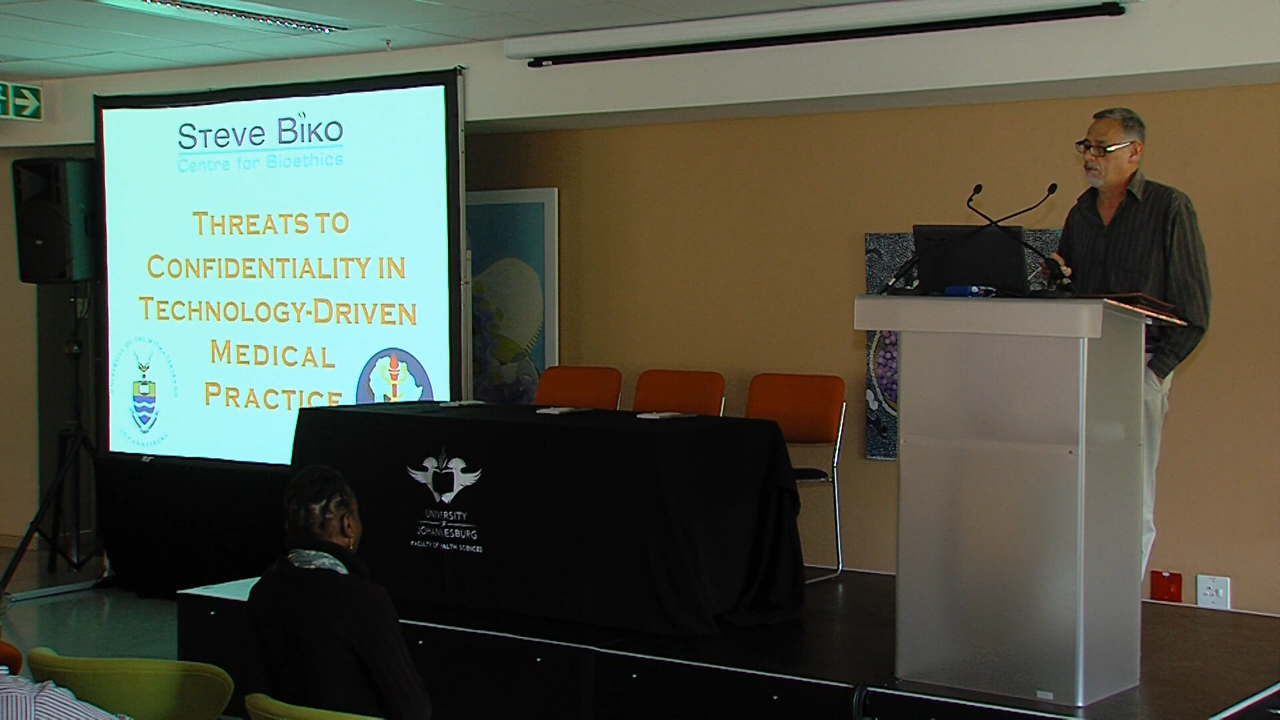 Steve Biko
Centre for Bioethics
THREATS TO
CONFIDENTIALITY IN
TECHNOLOGY-DRIVEN
MEDICAL
PRACTICE
JOHANNESBURG
UNIVERSITY
OF
JOHANNESBURG
FACULTY OF HEALTH SCIENCES